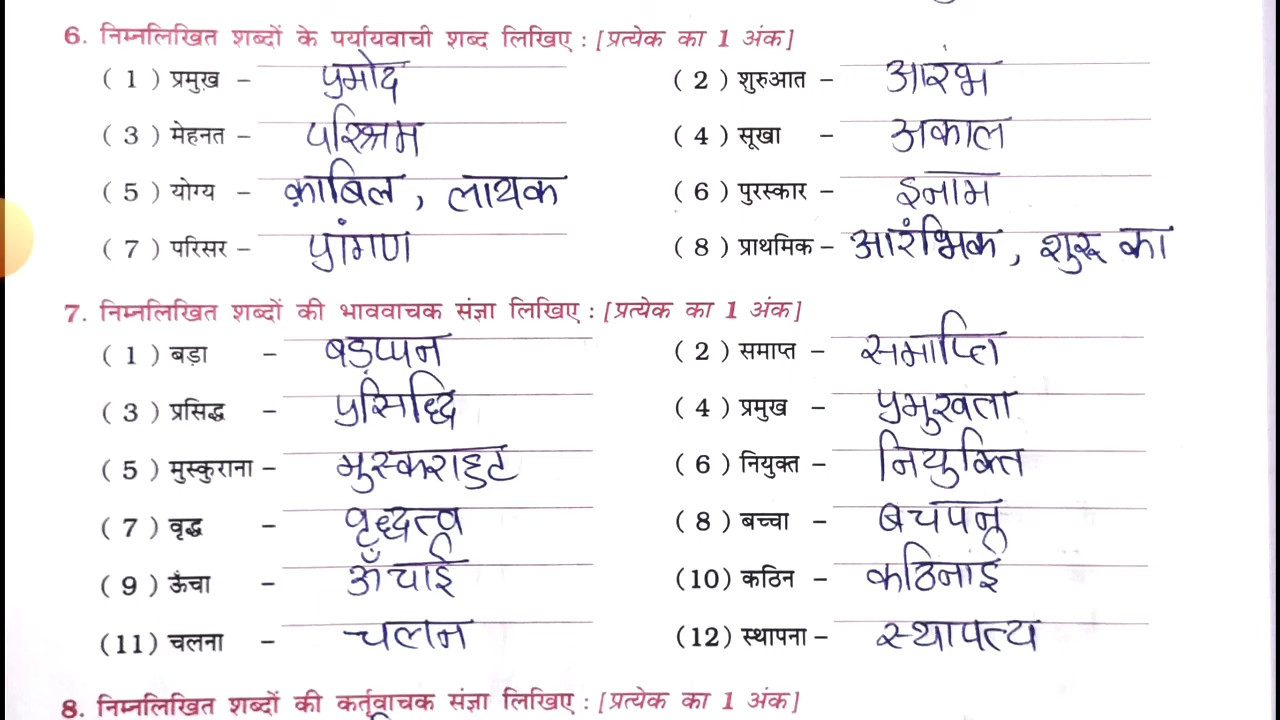 6. निम्नलिखित शब्दों के पर्यायवाची शब्द लिखिए : [प्रत्येक का 1 अंक]
( 1 ) प्रमुख़ - प्रमोद ( 2 ) शुरुआत - आरंभ
( 3 ) मेहनत - परिश्रम ( 4 ) सूखा - अकाल
( 5 ) योग्य - क़ाबिल, लायक ( 6 ) पुरस्कार - इनाम
( 7 ) परिसर - प्रांगण ( 8 ) प्राथमिक - आरंभिक, शुरू का
7. निम्नलिखित शब्दों की भाववाचक संज्ञा लिखिए : [प्रत्येक का 1 अंक]
( 1 ) बड़ा - बड़प्पन ( 2 ) समाप्त - समाप्ति
( 3 ) प्रसिद्ध - प्रसिद्धि ( 4 ) प्रमुख - प्रमुखता
( 5 ) मुस्कुराना - मुस्कराहट ( 6 ) नियुक्त - नियुक्ति
( 7 ) वृद्ध - वृद्धत्व ( 8 ) बच्चा - बचपन
( 9 ) ऊँचा - ऊँचाई (10) कठिन - कठिनाई
(11) चलना - चलन (12) स्थापना - स्थापत्य
8. निम्नलिखित शब्दों की कर्तृवाचक संज्ञा लिखिए : [प्रत्येक का 1 अंक]